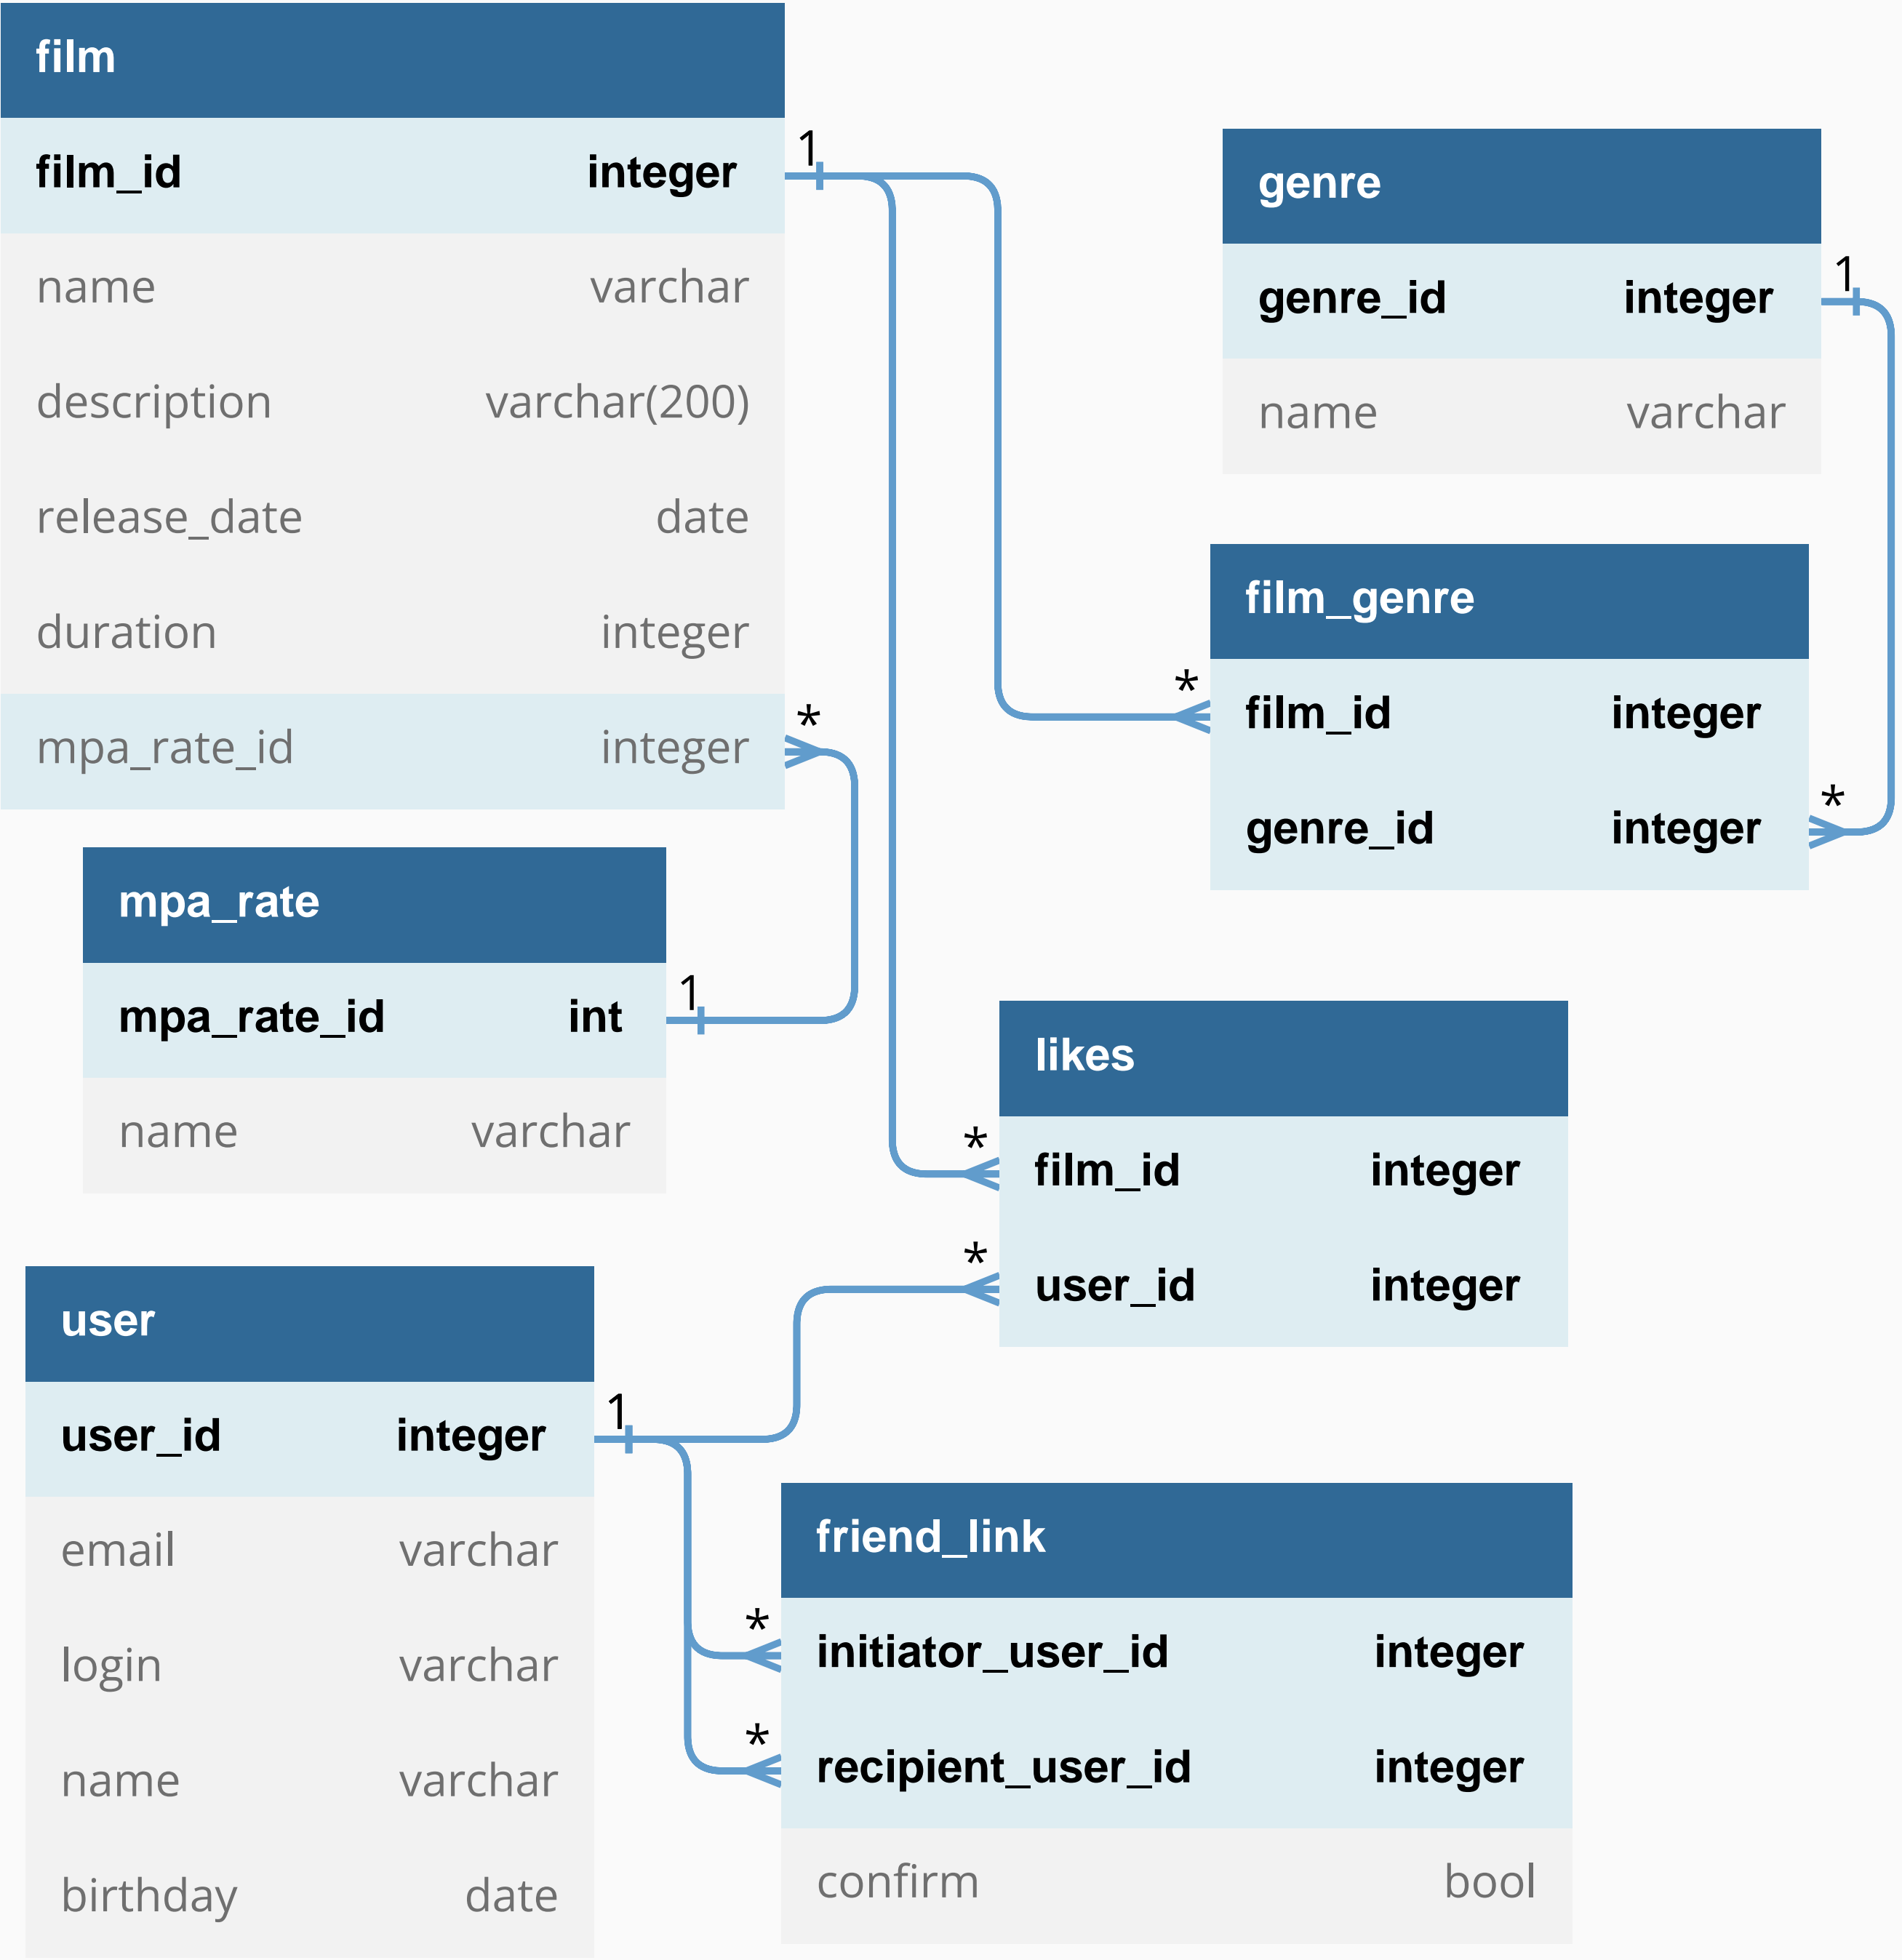 film
film_id integer
name varchar
description varchar(200)
release_date date
duration integer
mpa_rate_id integer
1
*
genre
genre_id integer
name varchar
1
film_genre
film_id integer
genre_id integer
*
*
mpa_rate
mpa_rate_id int
name varchar
1
likes
film_id integer
user_id integer
*
*
user
user_id integer
email varchar
login varchar
name varchar
birthday date
1
friend_link
initiator_user_id integer
recipient_user_id integer
confirm bool
*
*